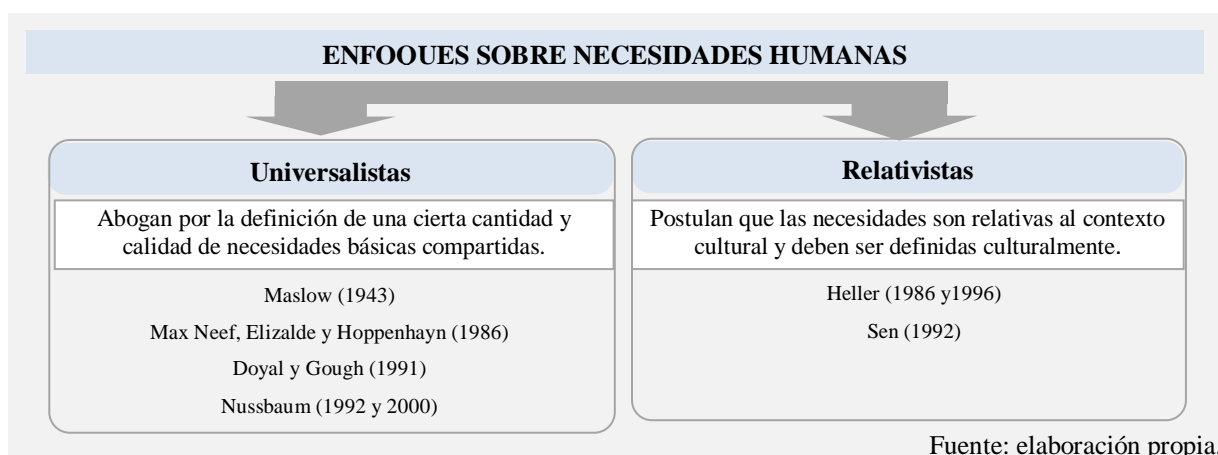 ENFOQUES SOBRE NECESIDADES HUMANAS
Universalistas
Abogan por la definición de una cierta cantidad y
calidad de necesidades básicas compartidas.
Maslow (1943)
Max Neef, Elizalde y Hoppenhayn (1986)
Doyal y Gough (1991)
Nussbaum (1992 y 2000)
Relativistas
Postulan que las necesidades son relativas al contexto
cultural y deben ser definidas culturalmente.
Heller (1986 y1996)
Sen (1992)
Fuente: elaboración propia.